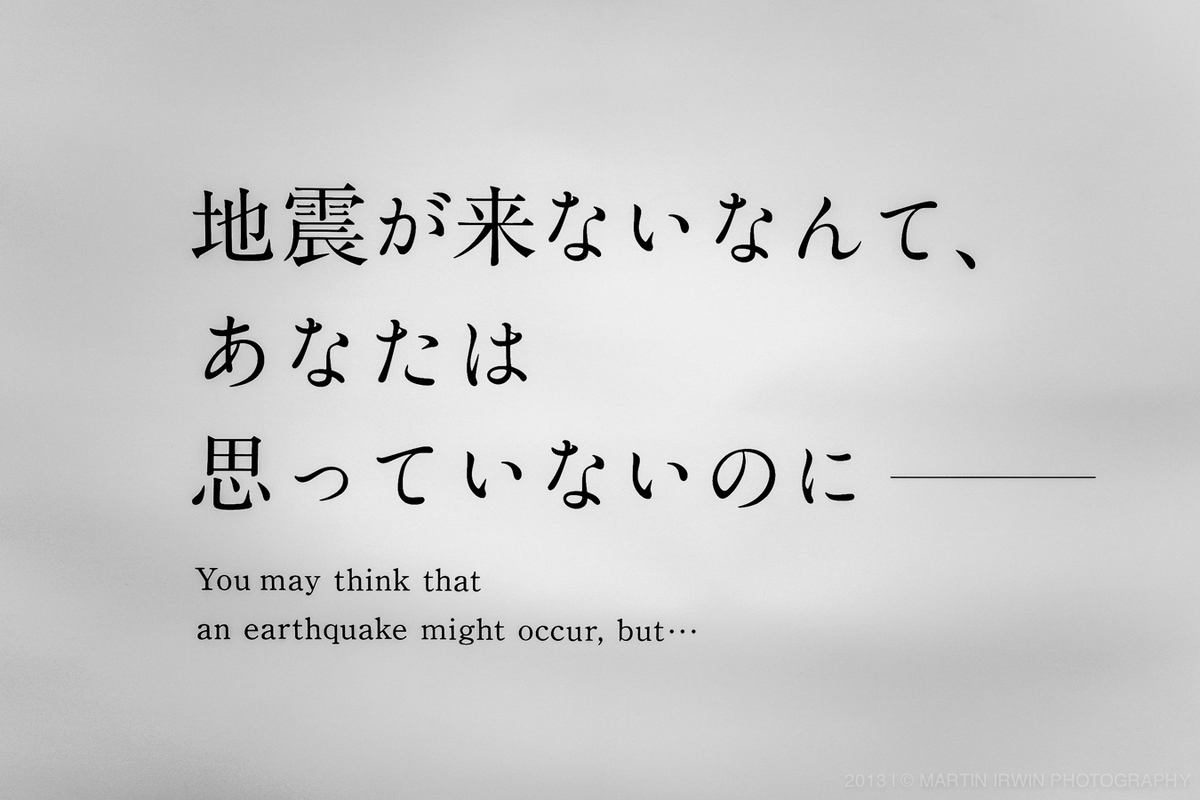 地震が来ないなんて、
あなたは
思っていないのに――
You may think that
an earthquake might occur, but…
2013 | © MARTIN IRWIN PHOTOGRAPHY